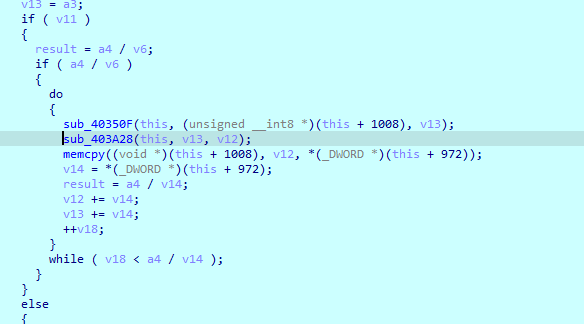 v13 = a3;
if ( v11 )
{
result = a4 / v6;
if ( a4 / v6 )
{
do
{
sub_40350F(this, (unsigned __int8 *)(this + 1008), v13);
sub_403A28(this, v13, v12);
memcpy((void *)(this + 1008), v12, *(_DWORD *)(this + 972));
v14 = *(_DWORD *)(this + 972);
result = a4 / v14;
v12 += v14;
v13 += v14;
++v18;
}
while ( v18 < a4 / v14 );
}
}
else
{